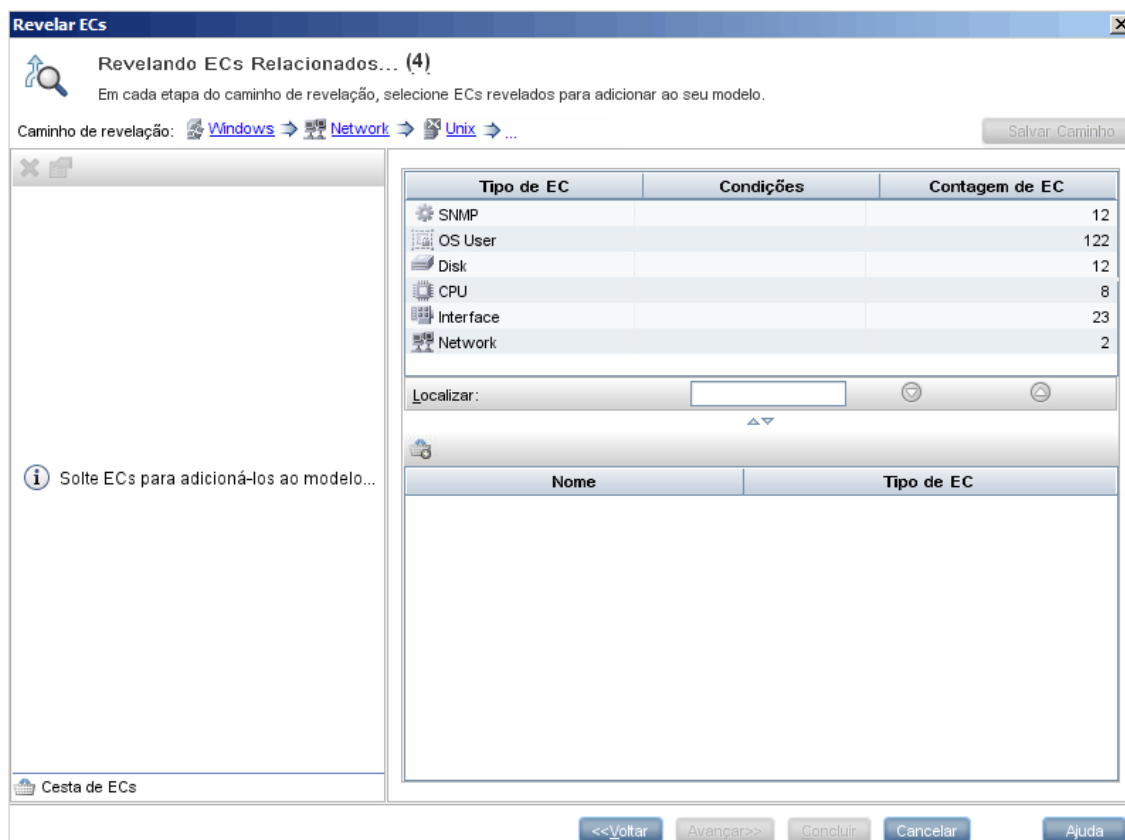 Revelar ECs
Revelando ECs Relacionados... (4)
Em cada etapa do caminho de revelação, selecione ECs revelados para adicionar ao seu modelo.
Caminho de revelação: Windows Network Unix ...
Salvar Caminho
Tipo de EC Condições Contagem de EC
SNMP 12
OS User 122
Disk 12
CPU 8
Interface 23
Network 2
Localizar:
Solte ECs para adicioná-los ao modelo...
Nome Tipo de EC
Cesta de ECs
<<Voltar Avançar>> Concluir Cancelar Ajuda